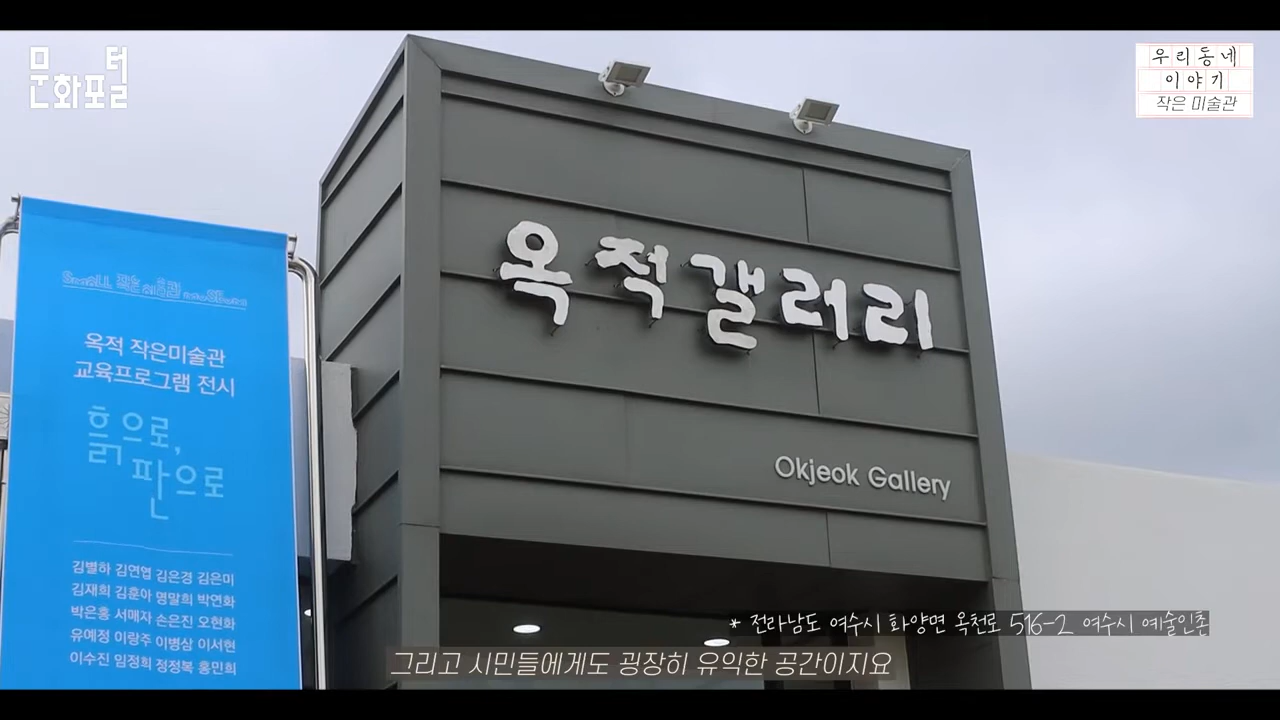 문화포털
우리동네
이야기
작은 미술관
옥적갤러리
Okjeok Gallery
옥적 작은미술관
교육프로그램 전시
흙으로,
판으로
김별하 김연엽 김은경 김은미
김재희 김훈아 명말희 박연화
박은홍 서매자 손은진 오현화
유예정 이랑주 이병삼 이서현
이수진 임정희 정정복 홍민희
* 전라남도 여수시 화양면 옥천로 516-2 여수시 예술인촌
그리고 시민들에게도 굉장히 유익한 공간이지요